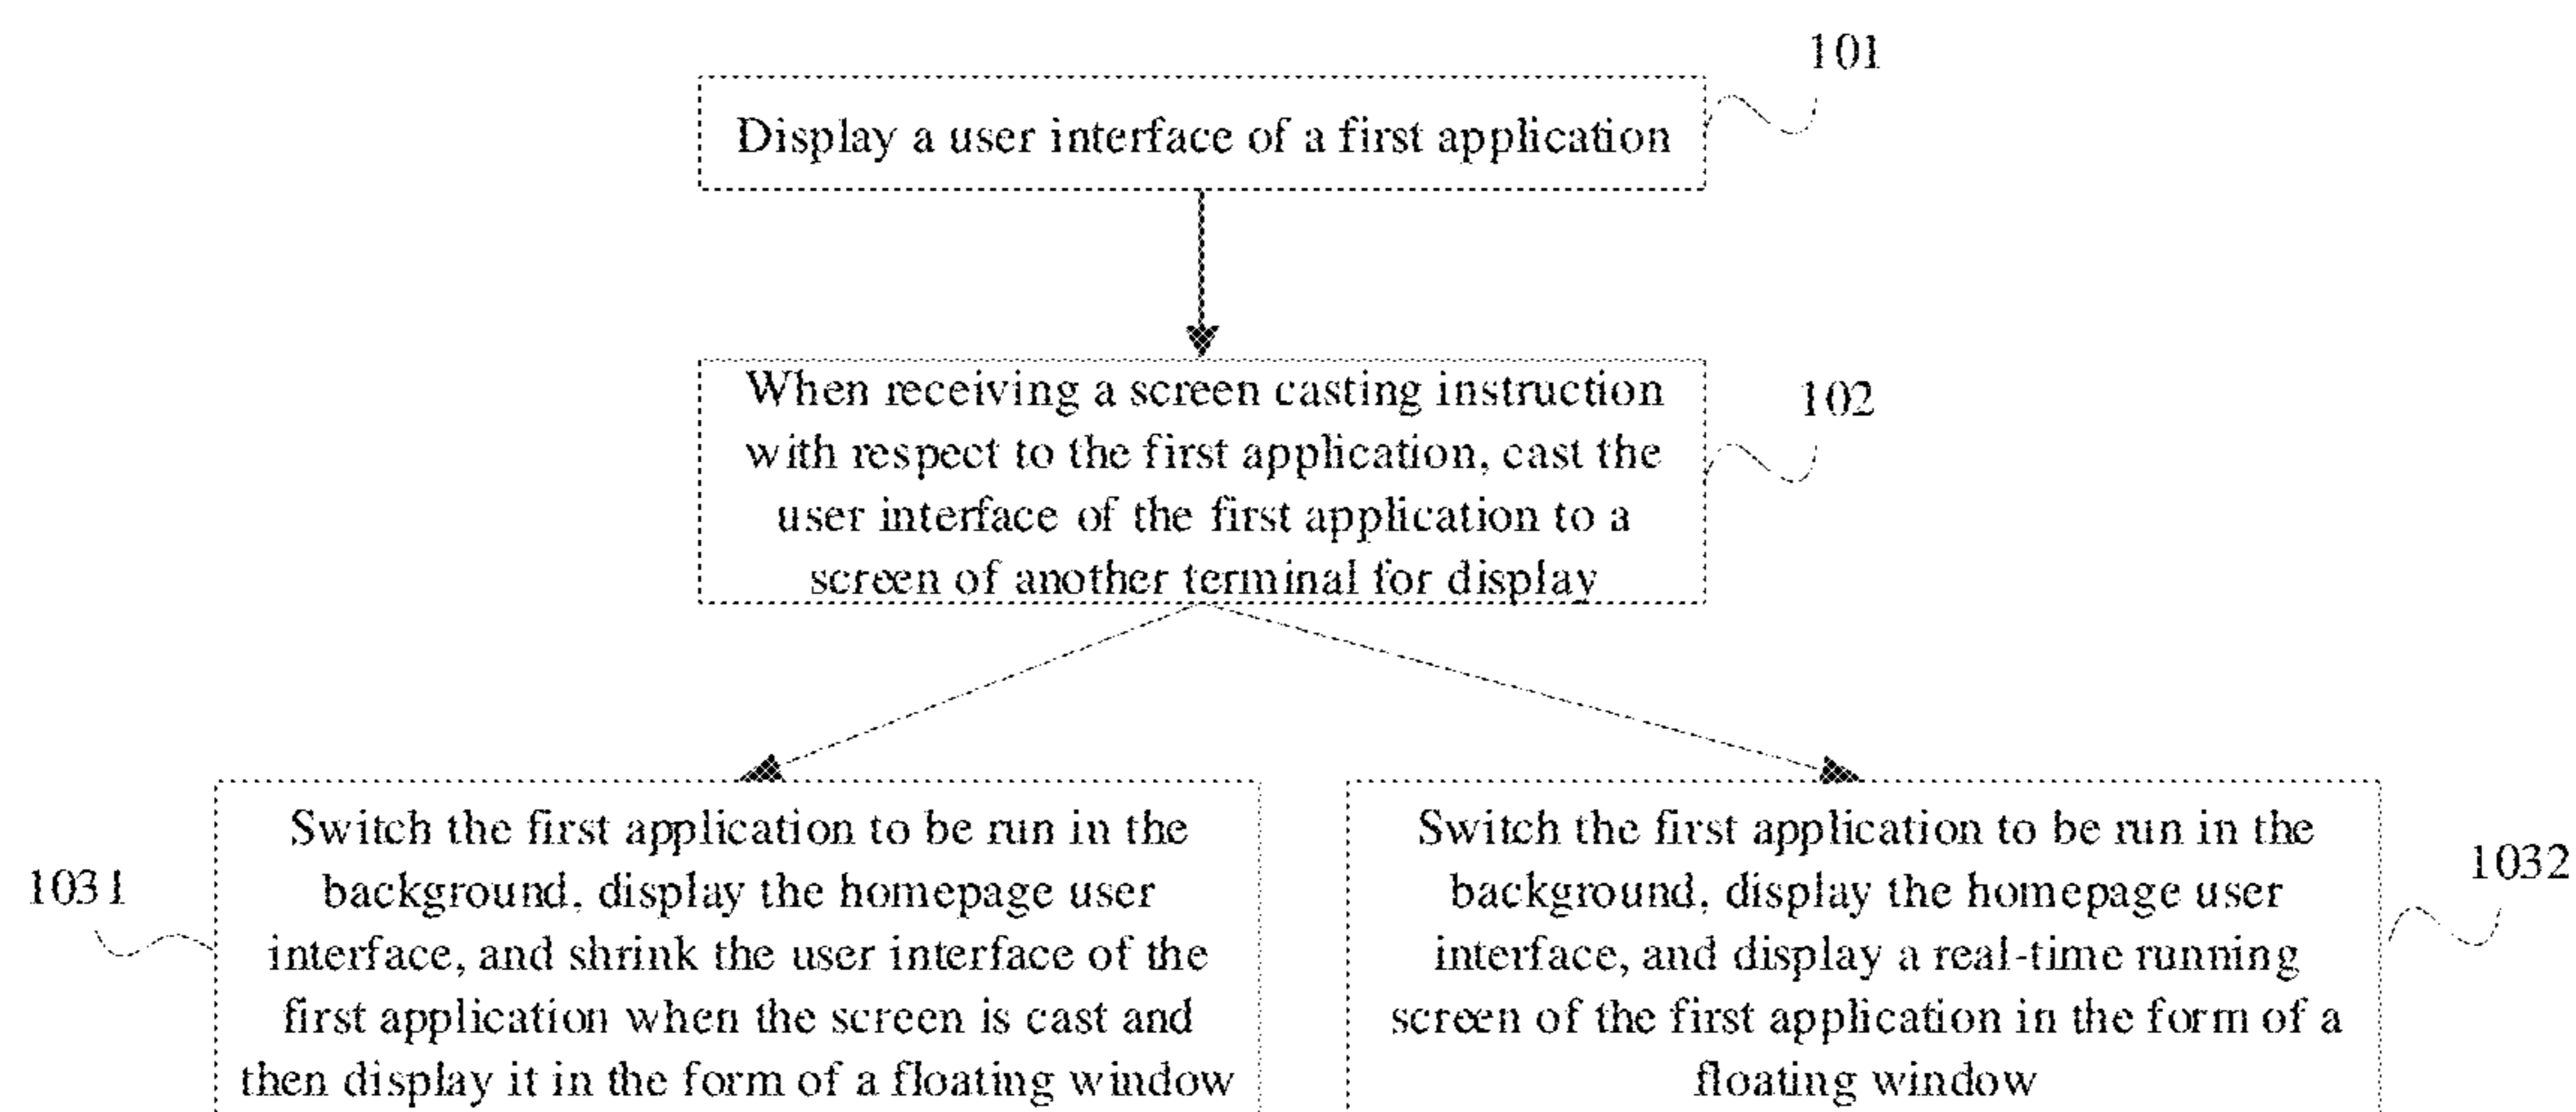 101
Display a user interface of a first application
When receiving a screen casting instruction
102
with respect to the first application, cast the
user interface of the first application to a
screen of another terminal for display
Switch the first application to be run in the
background, display the homepage user
interface, and shrink the user interface of the
first application when the screen is cast and
then display it in the form of a floating window
1031
Switch the first application to be run in the
background, display the homepage user
interface, and display a real-time running
screen of the first application in the form of a
floating window
1032